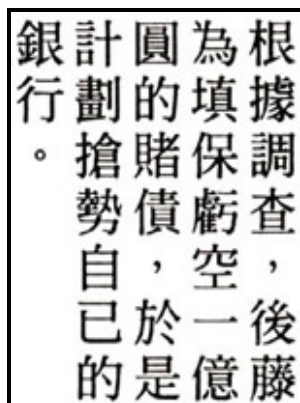 根據調查，後藤
為填保虧空一億
圓的賭債，於是
計劃搶勢自己的
銀行。